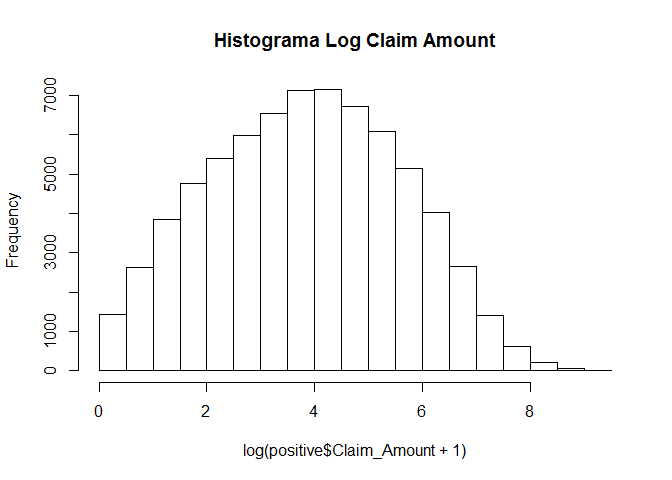 Histograma Log Claim Amount
Frequency
7000
5000
3000
1000
0
0 2 4 6 8
log(positive$Claim_Amount + 1)